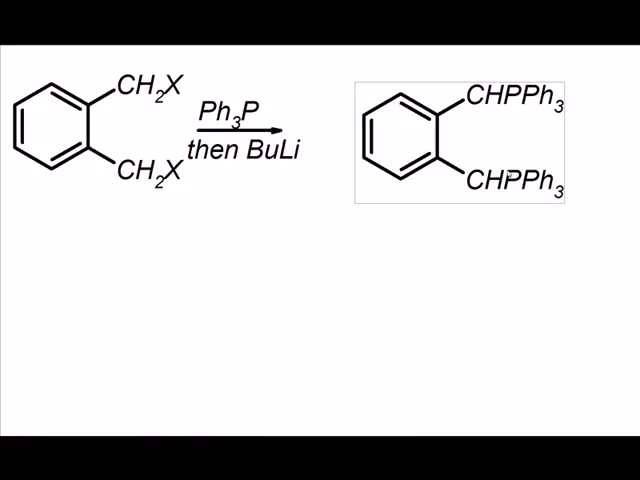 CH₂X
CH₂X
Ph₃P
then BuLi
CHPPh₃
CHPPh₃